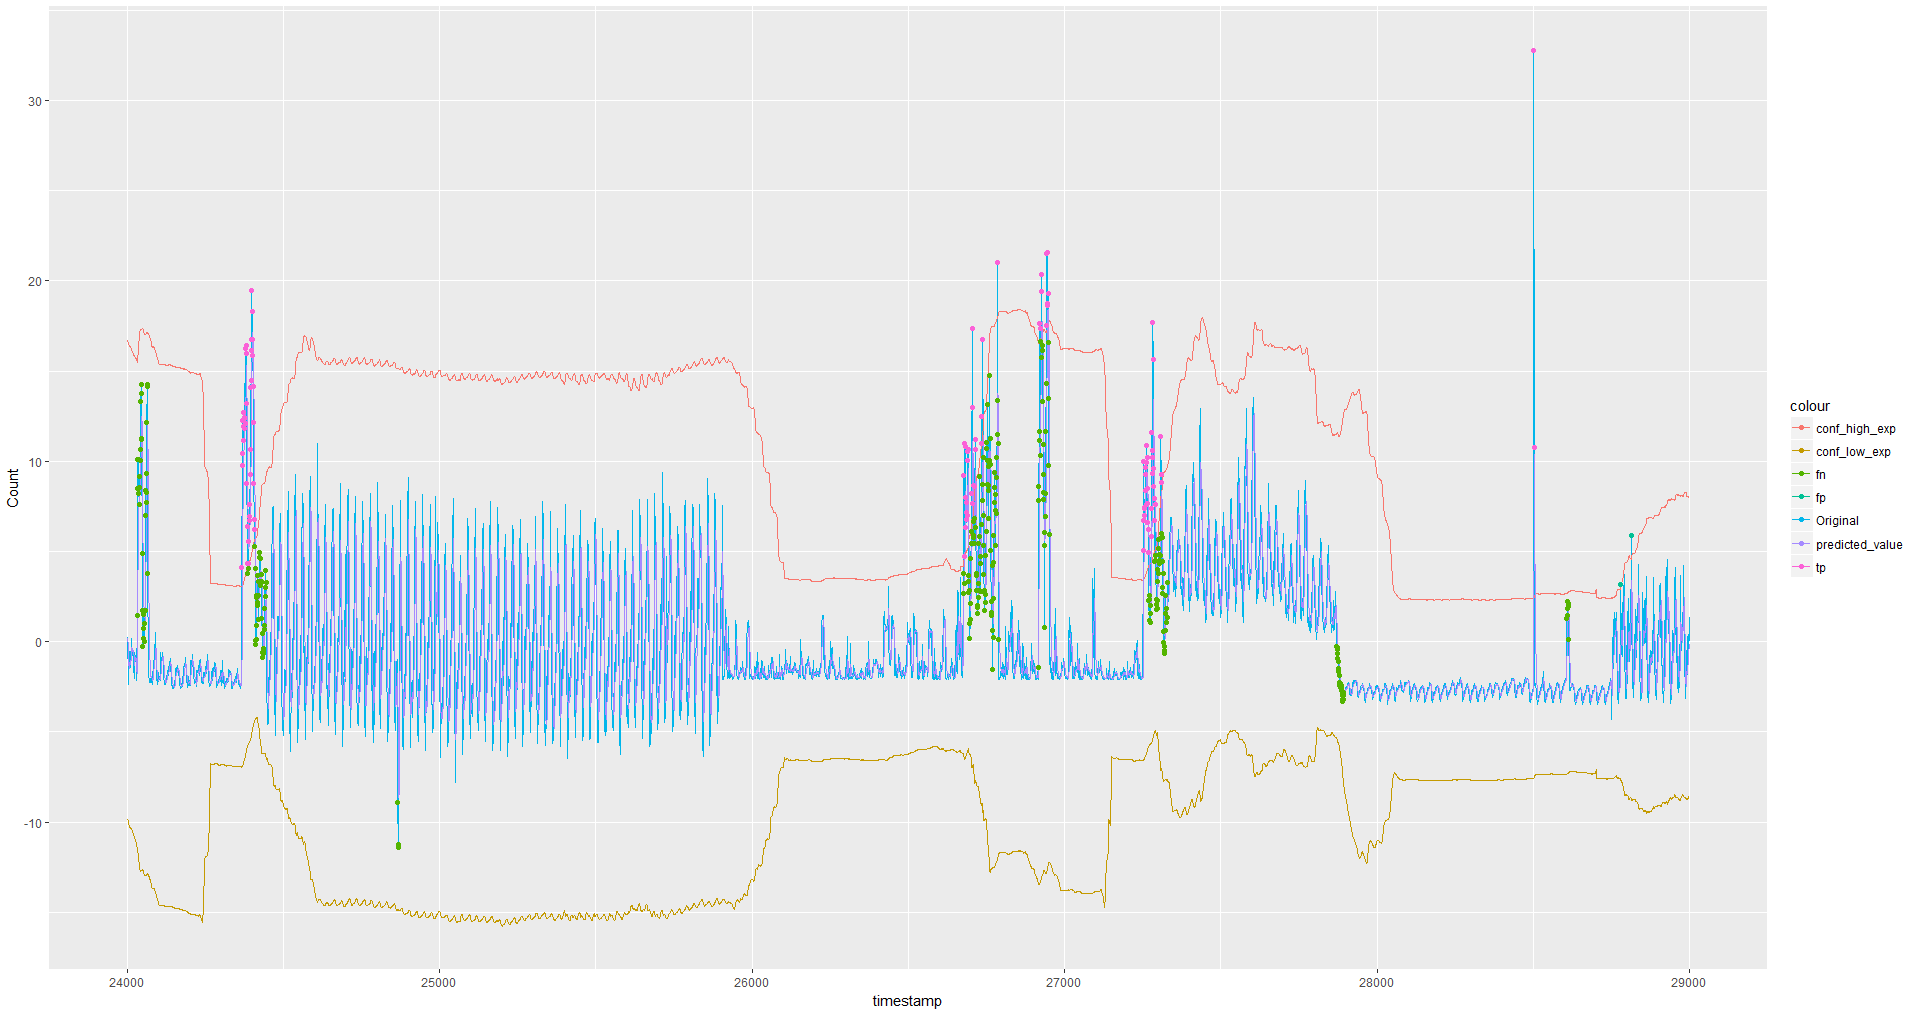 Count
30
20
10
0
-10
24000
25000
26000
27000
28000
29000
timestamp
colour
conf_high_exp
conf_low_exp
fn
fp
Original
predicted_value
tp